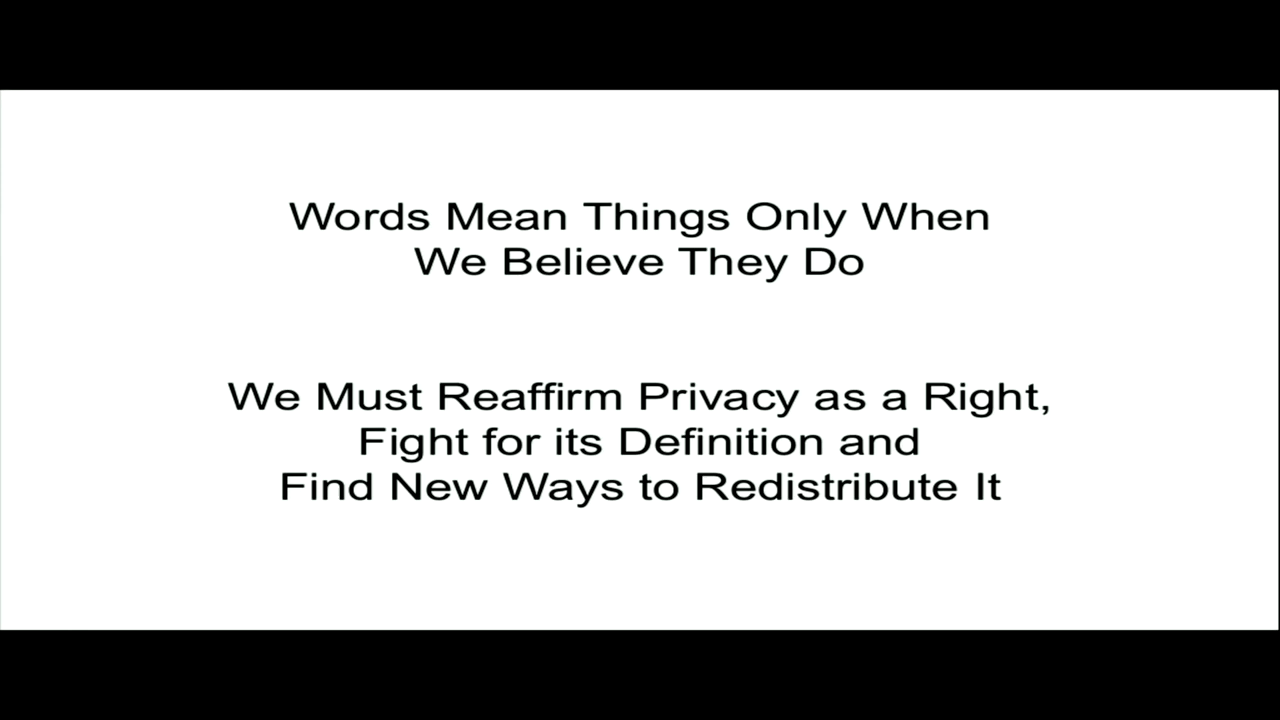 Words Mean Things Only When
We Believe They Do
We Must Reaffirm Privacy as a Right,
Fight for its Definition and
Find New Ways to Redistribute It